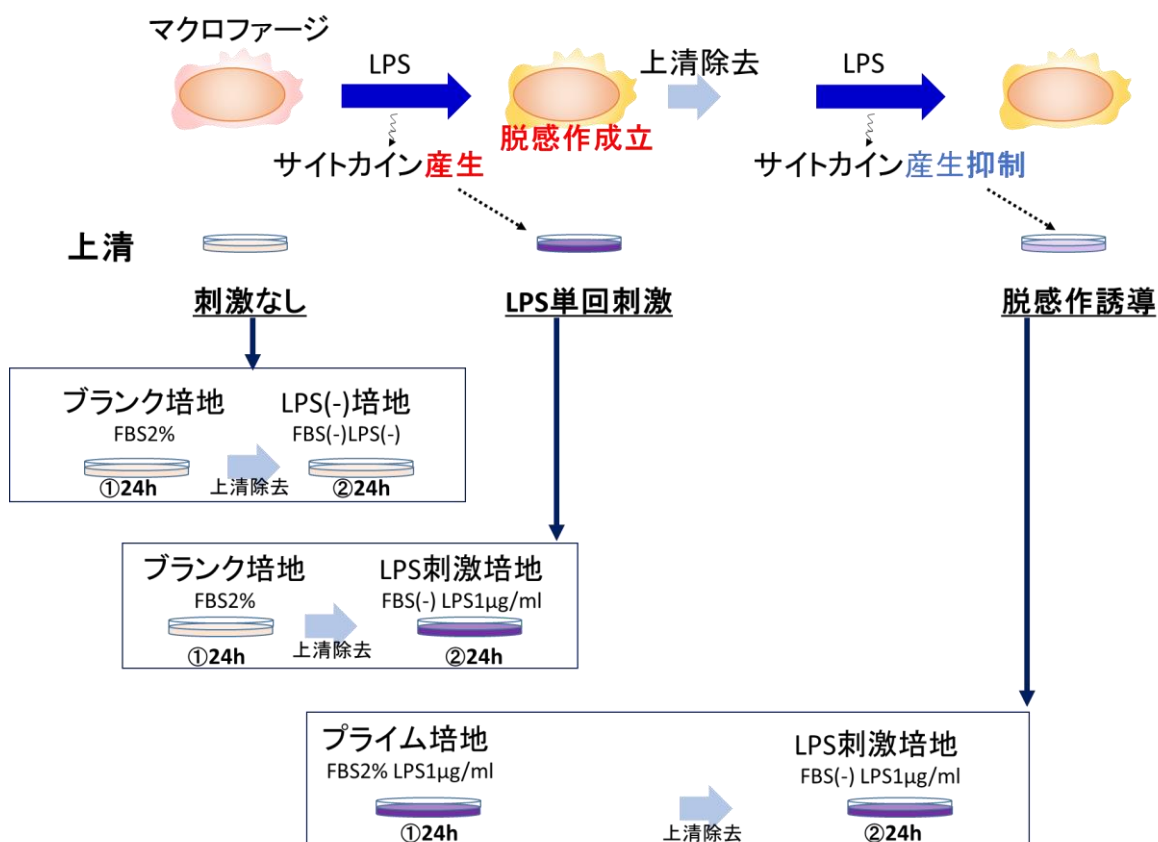 マクロファージ
LPS
上清除去
LPS
脱感作成立
サイトカイン産生
サイトカイン産生抑制
上清
刺激なし
LPS単回刺激
脱感作誘導
ブランク培地
LPS(-)培地
FBS2%
FBS(-)LPS(-)
①24h
上清除去
②24h
ブランク培地
LPS刺激培地
FBS2%
FBS(-) LPS1μg/ml
①24h
上清除去
②24h
プライム培地
LPS刺激培地
FBS2% LPS1μg/ml
FBS(-) LPS1μg/ml
①24h
上清除去
②24h